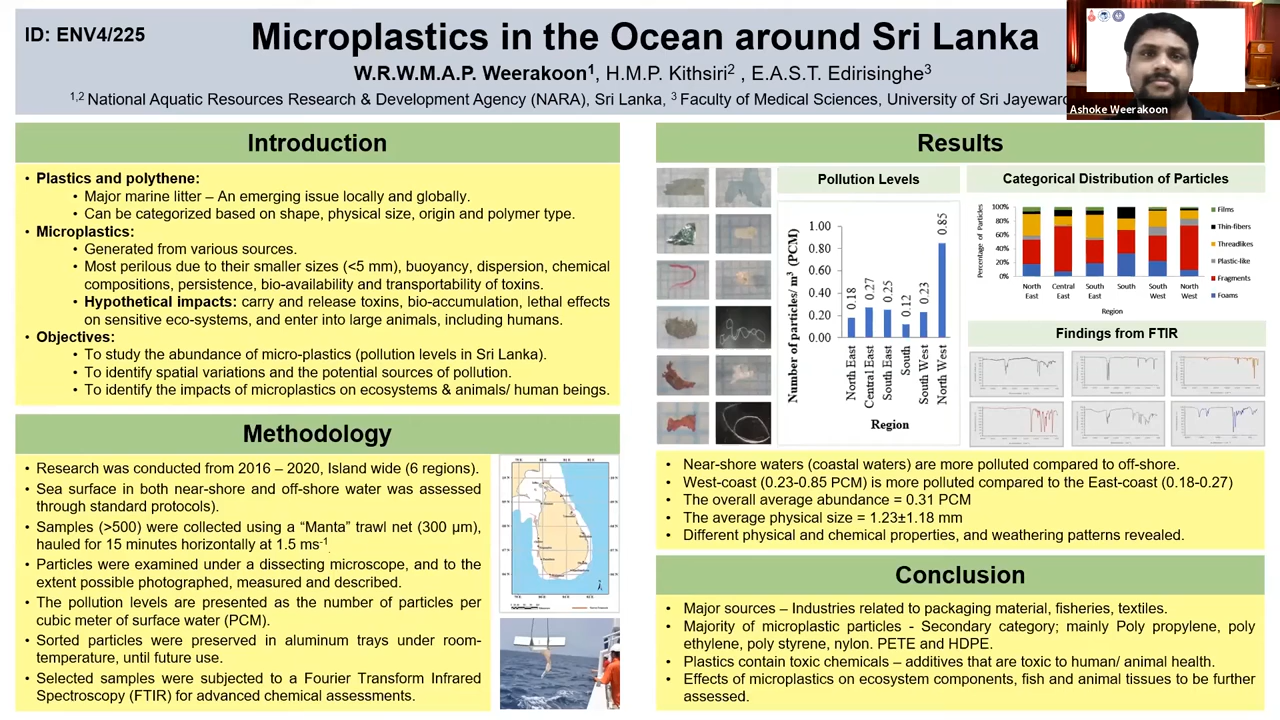 ID: ENV4/225
Microplastics in the Ocean around Sri Lanka
W.R.W.M.A.P. Weerakoon1, H.M.P. Kithsiri2 , E.A.S.T. Edirisinghe3
1,2 National Aquatic Resources Research & Development Agency (NARA), Sri Lanka, 3 Faculty of Medical Sciences, University of Sri
Ashoke Weerakoon
Introduction
• Plastics and polythene:
• Major marine litter – An emerging issue locally and globally.
• Can be categorized based on shape, physical size, origin and polymer type.
• Microplastics:
• Generated from various sources.
• Most perilous due to their smaller sizes (<5 mm), buoyancy, dispersion, chemical
compositions, persistence, bio-availability and transportability of toxins.
• Hypothetical impacts: carry and release toxins, bio-accumulation, lethal effects
on sensitive eco-systems, and enter into large animals, including humans.
• Objectives:
• To study the abundance of micro-plastics (pollution levels in Sri Lanka).
• To identify spatial variations and the potential sources of pollution.
• To identify the impacts of microplastics on ecosystems & animals/ human beings.
Methodology
• Research was conducted from 2016 – 2020, Island wide (6 regions).
• Sea surface in both near-shore and off-shore water was assessed
through standard protocols).
• Samples (>500) were collected using a “Manta” trawl net (300 µm),
hauled for 15 minutes horizontally at 1.5 ms-1.
• Particles were examined under a dissecting microscope, and to the
extent possible photographed, measured and described.
• The pollution levels are presented as the number of particles per
cubic meter of surface water (PCM).
• Sorted particles were preserved in aluminum trays under room-
temperature, until future use.
• Selected samples were subjected to a Fourier Transform Infrared
Spectroscopy (FTIR) for advanced chemical assessments.
Results
Pollution Levels
Number of particles/ m3 (PCM)
1.00
0.80
0.60
0.40
0.20
0.00
0.18
0.27
0.25
0.12
0.23
0.85
North East
Central East
South East
South
South West
North West
Region
Categorical Distribution of Particles
Percentage of Particles
100%
80%
60%
40%
20%
0%
North East
Central East
South East
South
South West
North West
Region
Films
Thin-fibers
Threadlikes
Plastic-like
Fragments
Foams
Findings from FTIR
• Near-shore waters (coastal waters) are more polluted compared to off-shore.
• West-coast (0.23-0.85 PCM) is more polluted compared to the East-coast (0.18-0.27)
• The overall average abundance = 0.31 PCM
• The average physical size = 1.23±1.18 mm
• Different physical and chemical properties, and weathering patterns revealed.
Conclusion
• Major sources – Industries related to packaging material, fisheries, textiles.
• Majority of microplastic particles - Secondary category; mainly Poly propylene, poly
ethylene, poly styrene, nylon. PETE and HDPE.
• Plastics contain toxic chemicals – additives that are toxic to human/ animal health.
• Effects of microplastics on ecosystem components, fish and animal tissues to be further
assessed.